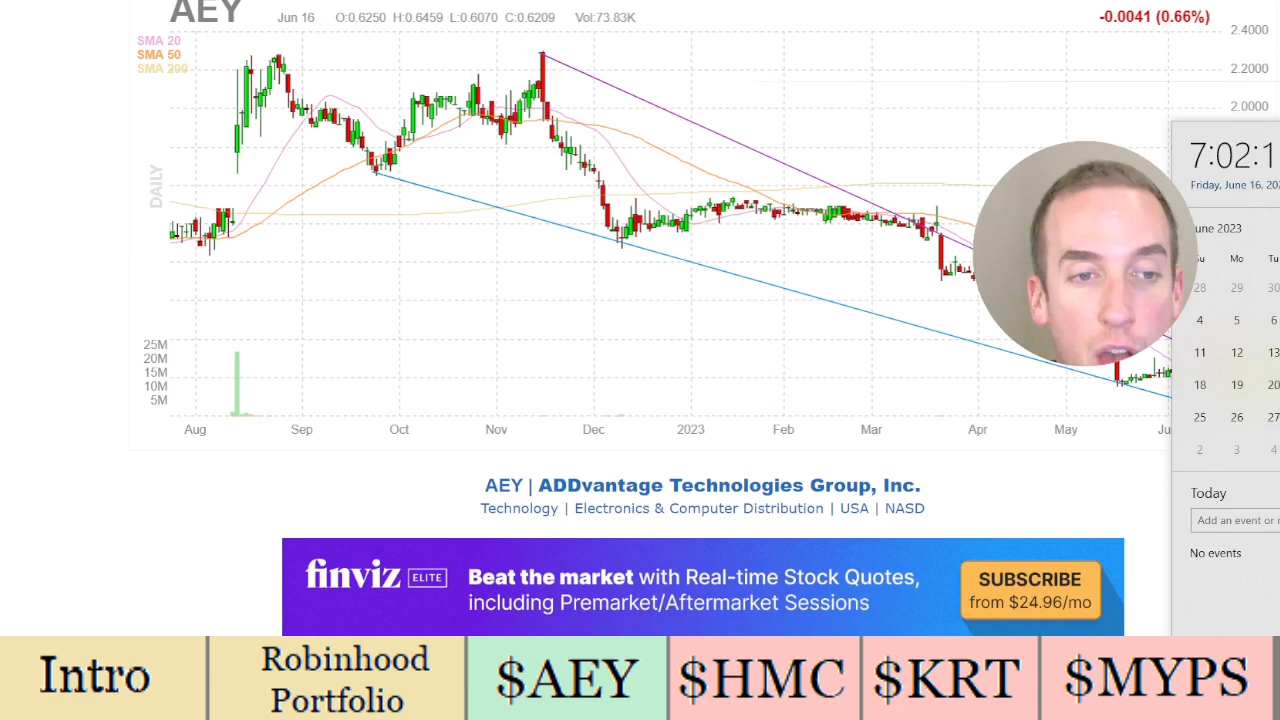 AEY
Jun 16 O:0.6250 H:0.6459 L:0.6070 C:0.6209 Vol:73.83K
-0.0041 (0.66%)
SMA 20
SMA 50
SMA 200
2.4000
2.2000
2.0000
DAILY
25M
20M
15M
10M
5M
Aug Sep Oct Nov Dec 2023 Feb Mar Apr May
7:02:1
Friday, June 16, 202
une 2023
Su Mo Tu
28 29 30
4 5 6
11 12 13
18 19 20
25 26 27
2 3 4
Today
Add an event or
No events
AEY | ADDvantage Technologies Group, Inc.
Technology | Electronics & Computer Distribution | USA | NASD
finviz ELITE
Beat the market with Real-time Stock Quotes,
including Premarket/Aftermarket Sessions
SUBSCRIBE
from $24.96/mo
Intro
Robinhood
Portfolio
$AEY
$HMC
$KRT
$MYPS